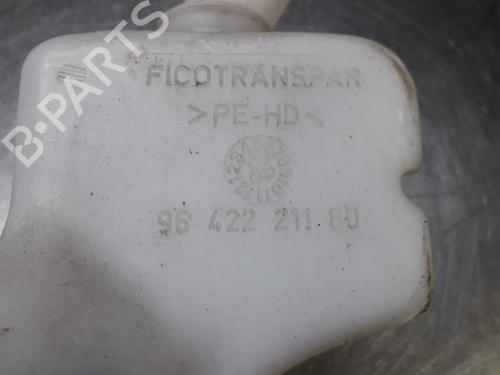 FICOTRANSPAR
>PE-HD<
96 422 211 80
B-PARTS